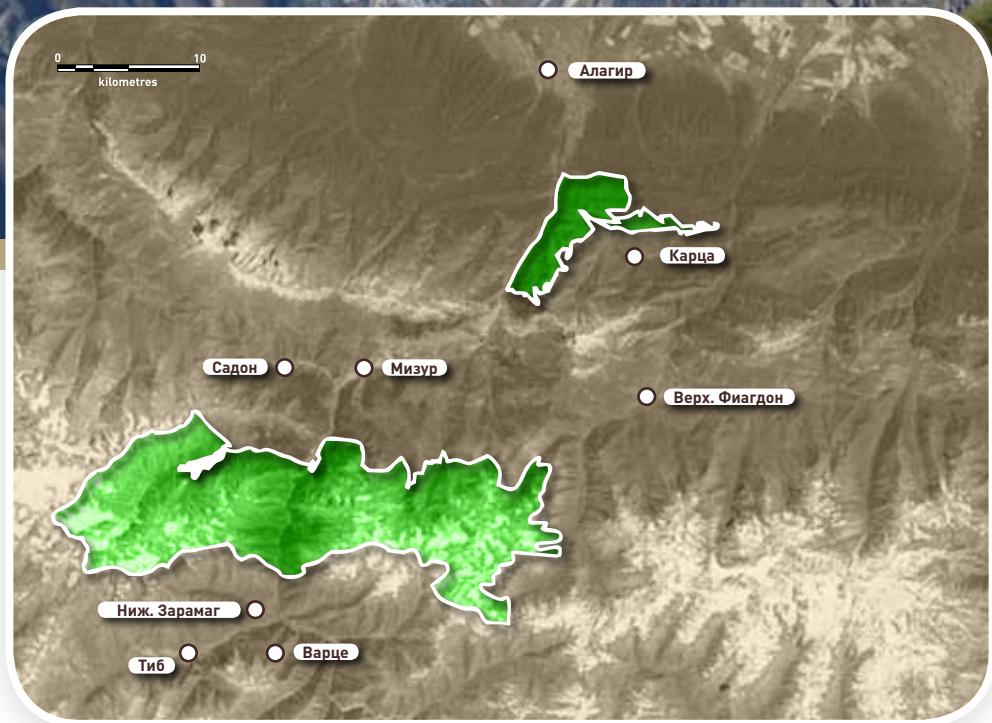 0 10
kilometres
Алагир
Карца
Садон
Мизур
Верх. Фиагдон
Ниж. Зарамаг
Варце
Тиб